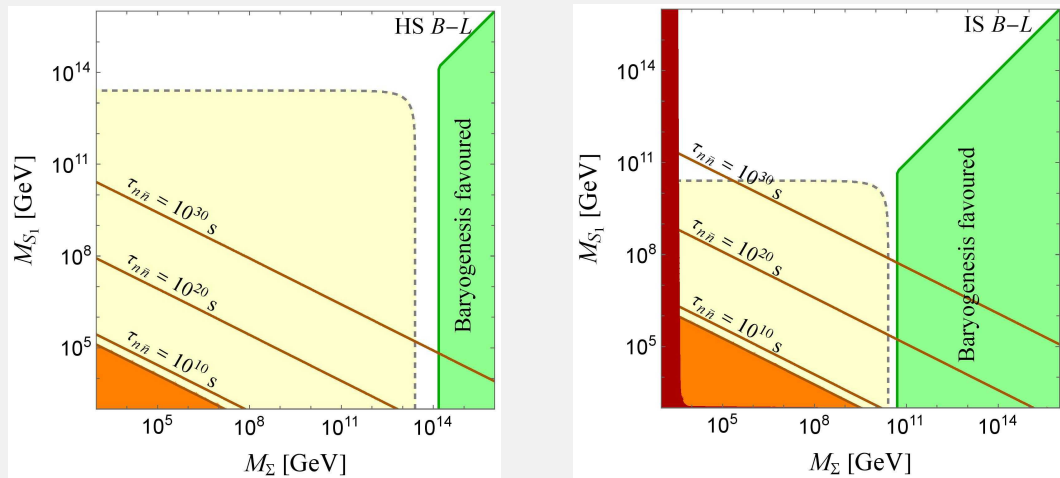 HS B−L
10^14
10^11
10^8
10^5
M_{S_1} [GeV]
τ_{nn̄} = 10^30 s
τ_{nn̄} = 10^20 s
τ_{nn̄} = 10^10 s
Baryogenesis favoured
10^5
10^8
10^11
10^14
M_Σ [GeV]
IS B−L
10^14
10^11
10^8
10^5
M_{S_1} [GeV]
τ_{nn̄} = 10^30 s
τ_{nn̄} = 10^20 s
τ_{nn̄} = 10^10 s
Baryogenesis favoured
10^5
10^8
10^11
10^14
M_Σ [GeV]